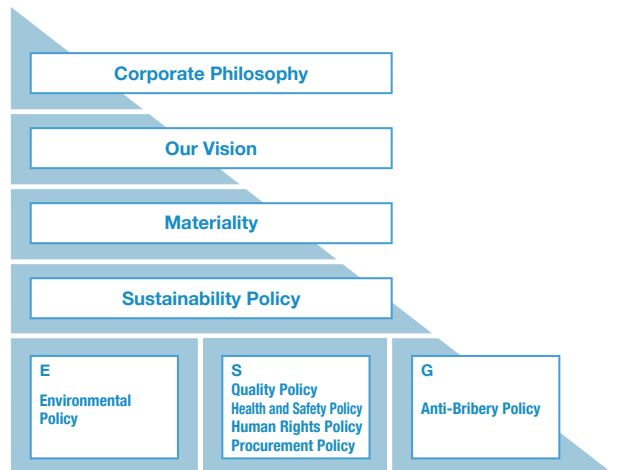 Corporate Philosophy
Our Vision
Materiality
Sustainability Policy
E
Environmental
Policy
S
Quality Policy
Health and Safety Policy
Human Rights Policy
Procurement Policy
G
Anti-Bribery Policy